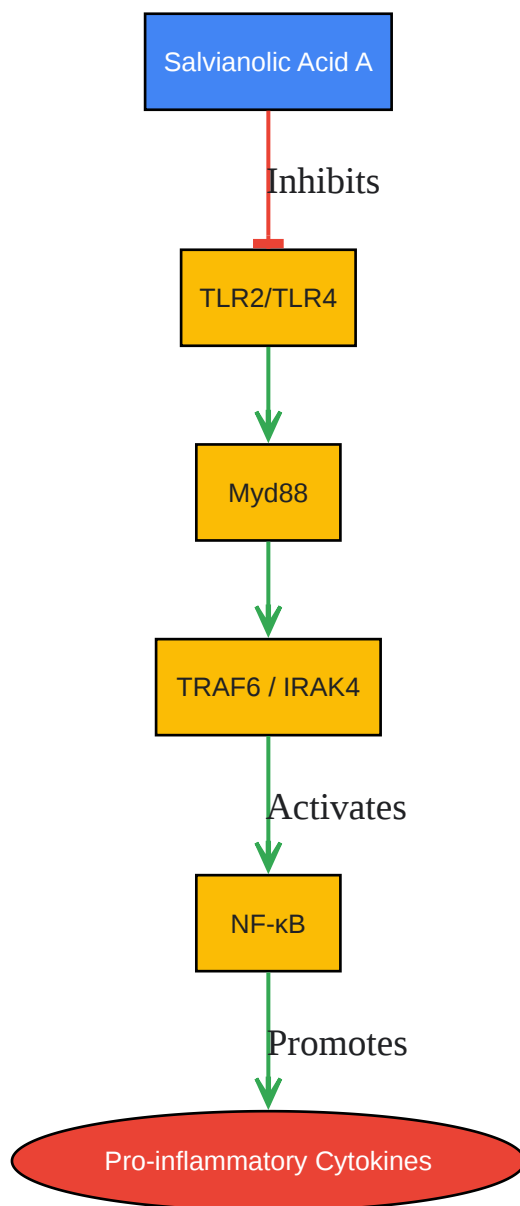 Salvianolic Acid A
Inhibits
TLR2/TLR4
Myd88
TRAF6 / IRAK4
Activates
NF-κB
Promotes
Pro-inflammatory Cytokines